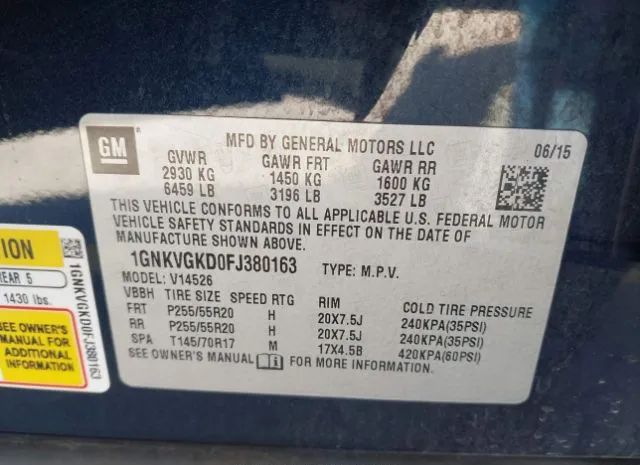 GM
MFD BY GENERAL MOTORS LLC
06/15
GVWR GAWR FRT GAWR RR
2930 KG 1450 KG 1600 KG
6459 LB 3196 LB 3527 LB
THIS VEHICLE CONFORMS TO ALL APPLICABLE U.S. FEDERAL MOTOR
VEHICLE SAFETY STANDARDS IN EFFECT ON THE DATE OF
MANUFACTURE SHOWN ABOVE.
1GNKVGKD0FJ380163 TYPE: M.P.V.
MODEL: V14526
VBBH TIRE SIZE SPEED RTG RIM COLD TIRE PRESSURE
FRT P255/55R20 H 20X7.5J 240KPA(35PSI)
RR P255/55R20 H 20X7.5J 240KPA(35PSI)
SPA T145/70R17 M 17X4.5B 420KPA(60PSI)
SEE OWNER'S MANUAL FOR MORE INFORMATION
REAR 5
1430 lbs.
SEE OWNER'S
MANUAL FOR
ADDITIONAL
INFORMATION
1GNKVGKD0FJ380163